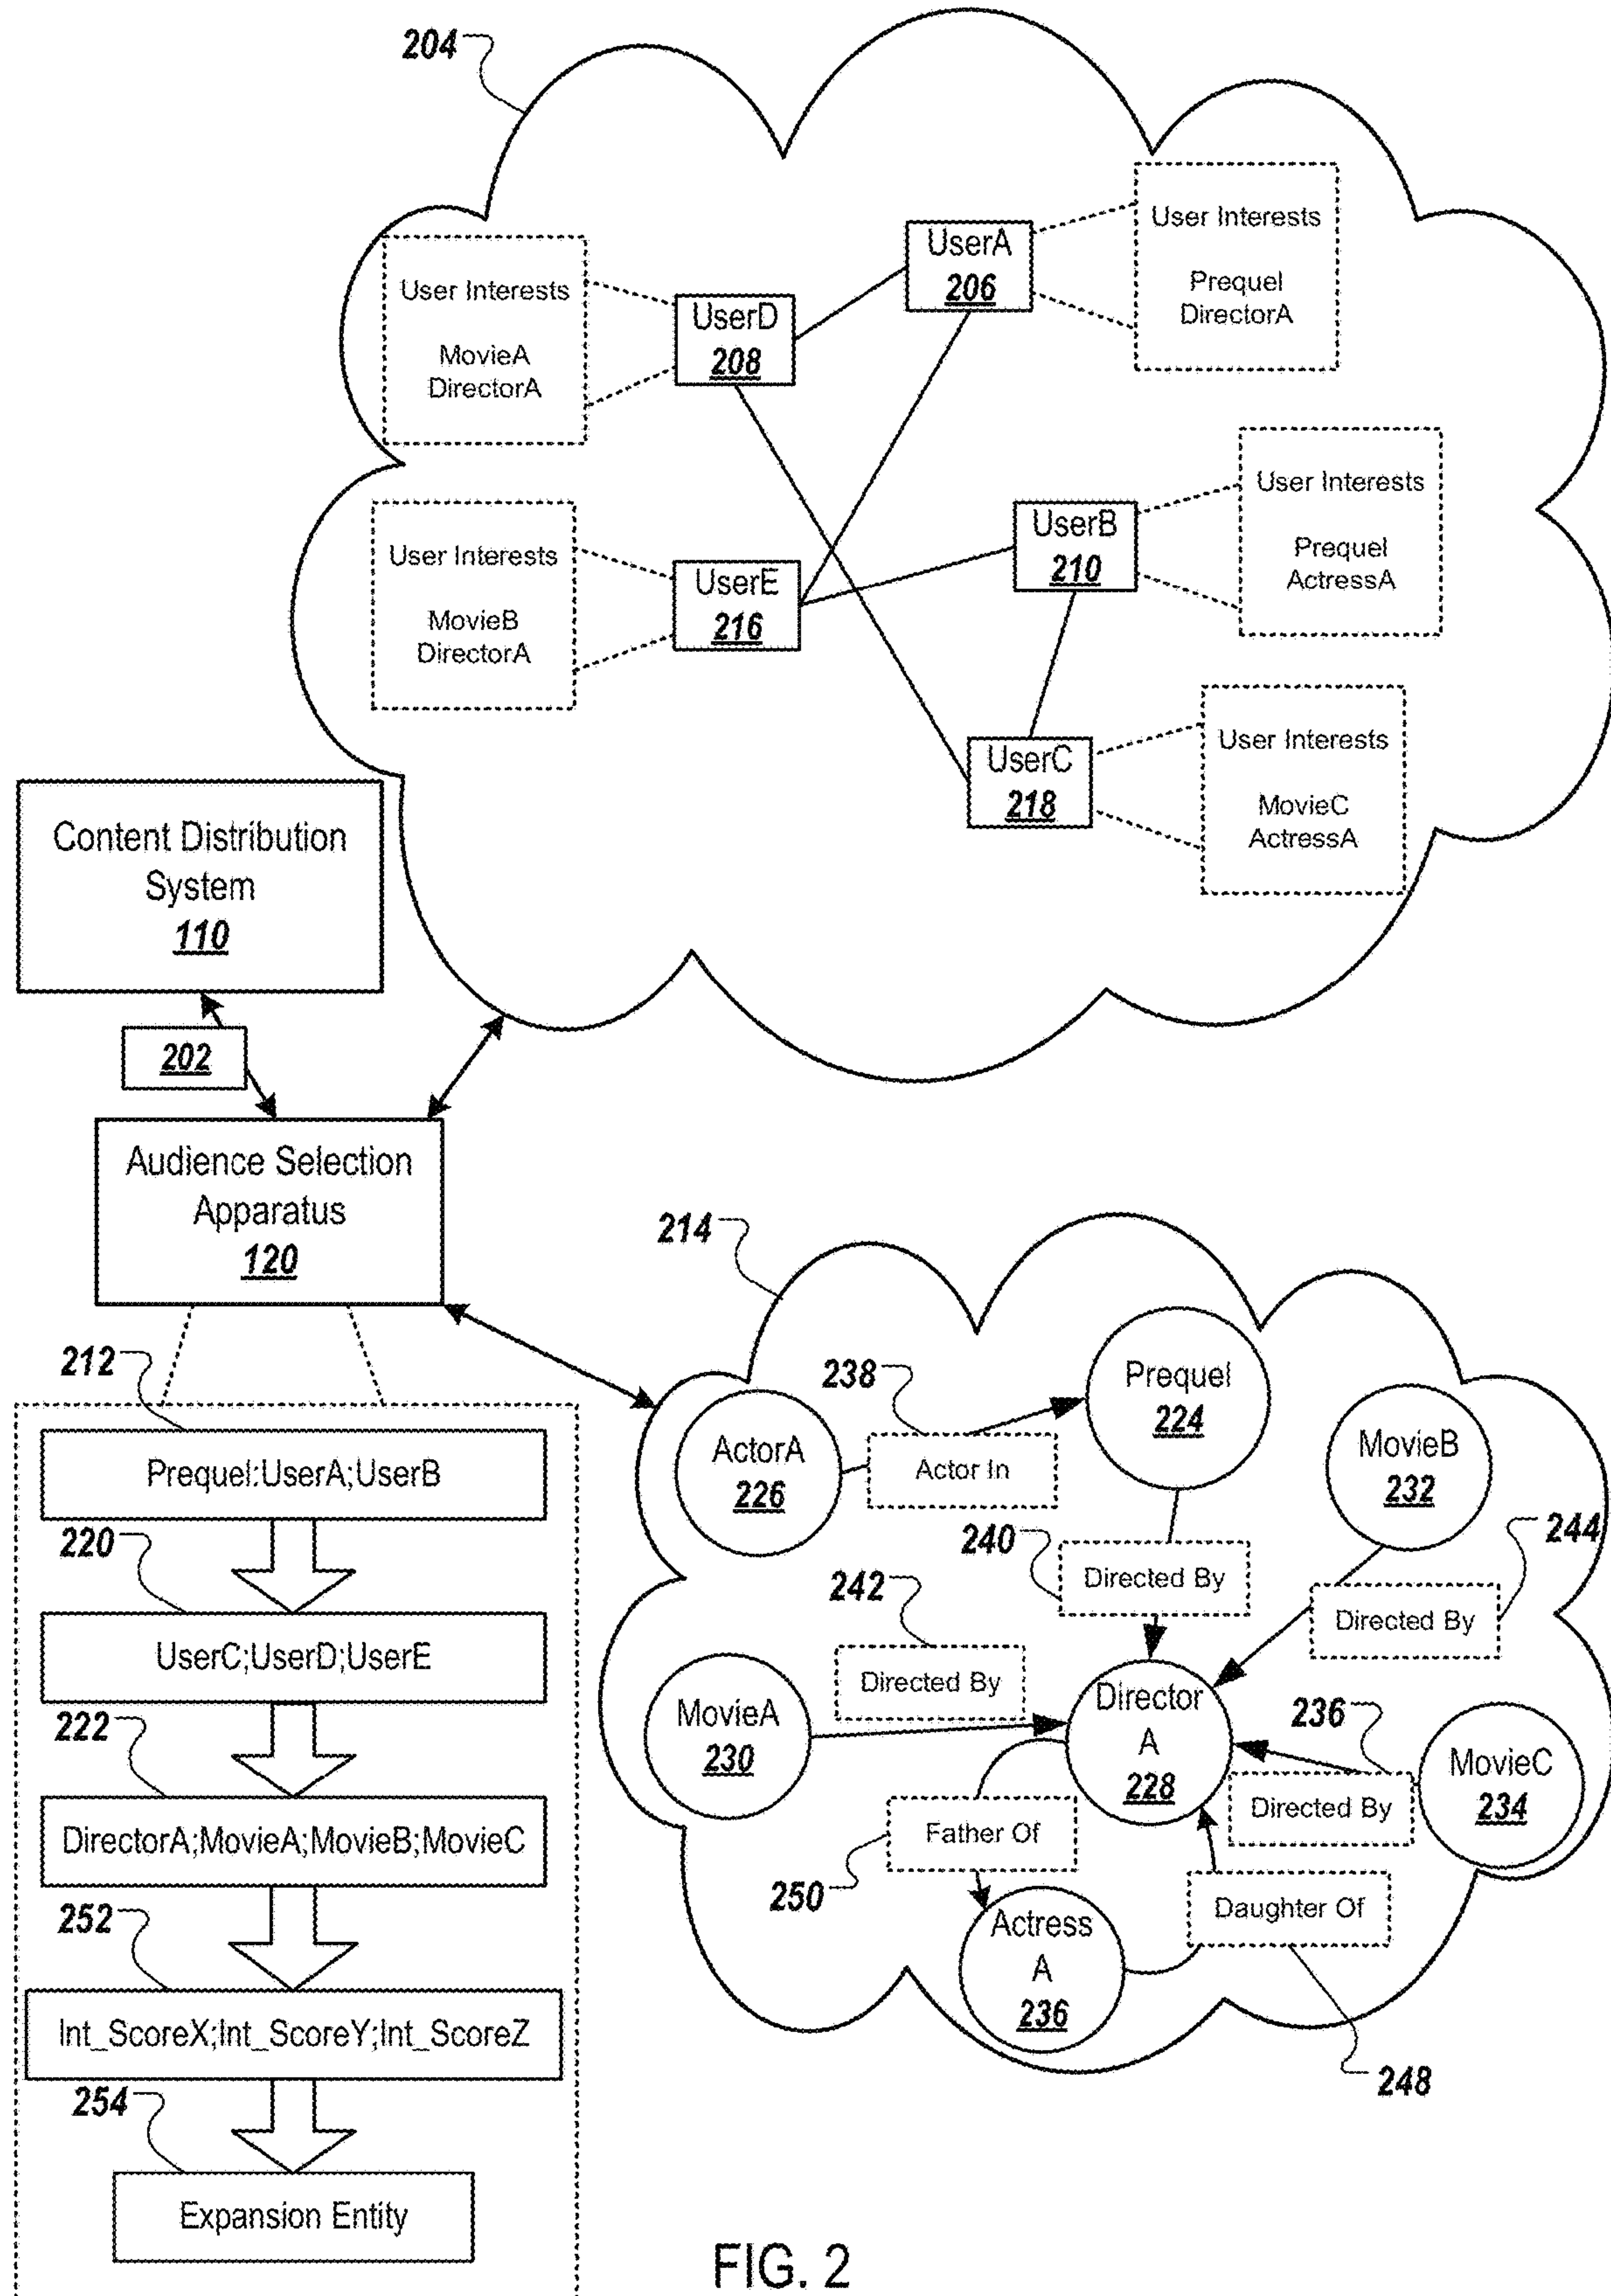 204
User Interests
Prequel
DirectorA
UserA
206
User Interests
MovieA
DirectorA
UserD
208
User Interests
Prequel
ActressA
UserB
210
User Interests
MovieB
DirectorA
UserE
216
User Interests
MovieC
ActressA
UserC
218
Content Distribution
System
110
202
Audience Selection
Apparatus
120
212
Prequel:UserA;UserB
220
UserC;UserD;UserE
222
DirectorA;MovieA;MovieB;MovieC
252
Int_ScoreX;Int_ScoreY;Int_ScoreZ
254
Expansion Entity
214
238
Prequel
224
ActorA
226
Actor In
MovieB
232
240
Directed By
244
Directed By
242
Directed By
MovieA
230
Director
A
228
236
Directed By
MovieC
234
Father Of
250
Daughter Of
Actress
A
236
248
FIG. 2